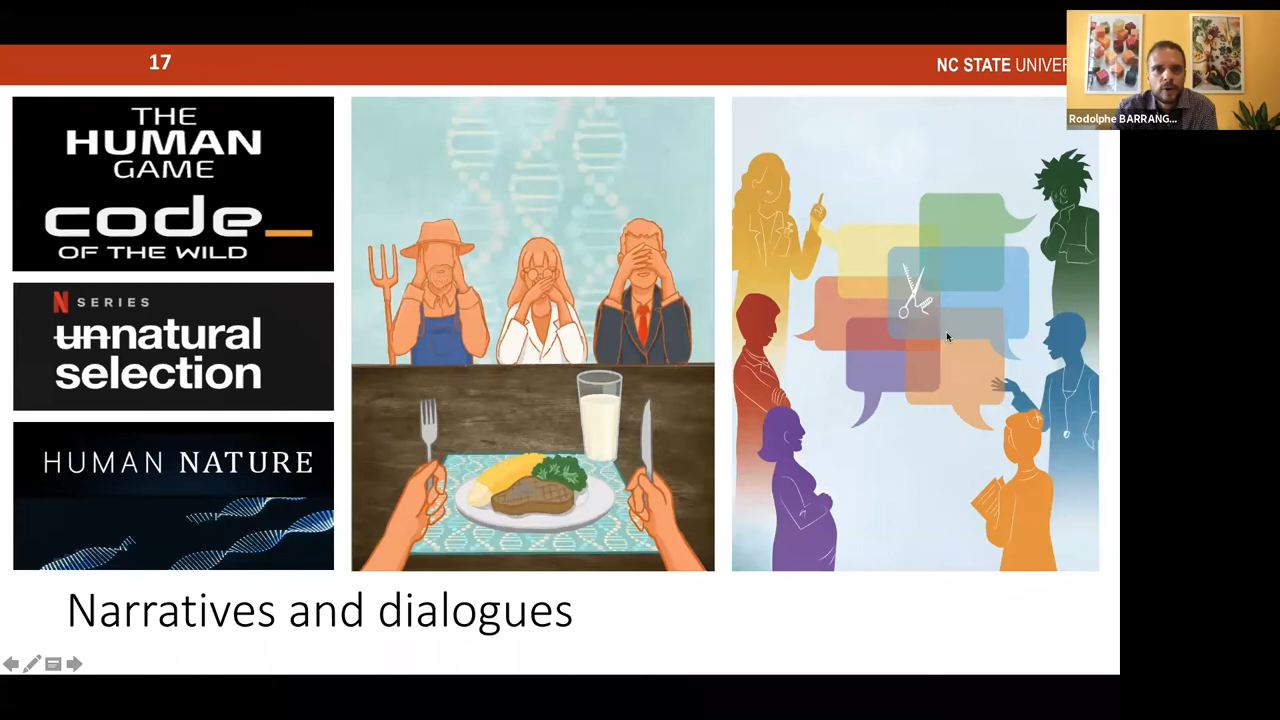 17
NC STATE UNIVER
Rodolphe BARRANG...
THE
HUMAN
GAME
code_
OF THE WILD
N SERIES
unnatural
selection
HUMAN NATURE
Narratives and dialogues